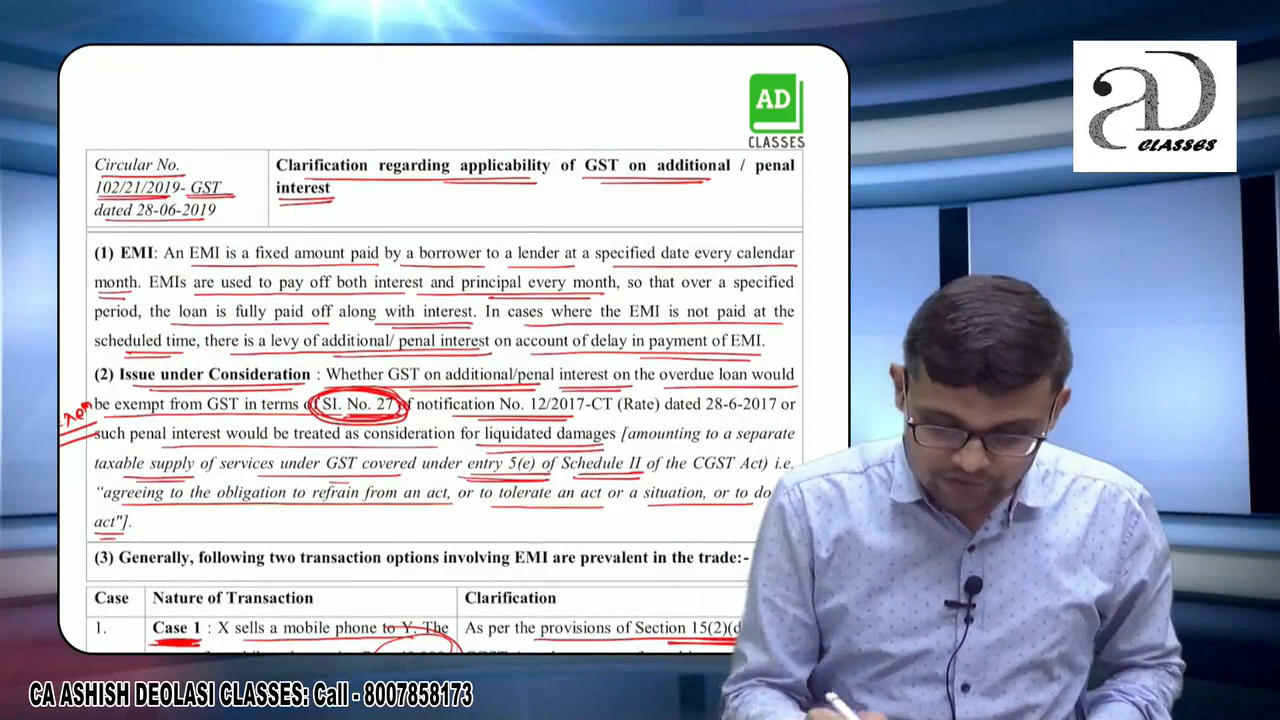 AD
CLASSES
AD
CLASSES
Circular No.
102/21/2019- GST
dated 28-06-2019
Clarification regarding applicability of GST on additional / penal
interest
(1) EMI: An EMI is a fixed amount paid by a borrower to a lender at a specified date every calendar
month. EMIs are used to pay off both interest and principal every month, so that over a specified
period, the loan is fully paid off along with interest. In cases where the EMI is not paid at the
scheduled time, there is a levy of additional/ penal interest on account of delay in payment of EMI.
(2) Issue under Consideration : Whether GST on additional/penal interest on the overdue loan would
be exempt from GST in terms of SI. No. 27 of notification No. 12/2017-CT (Rate) dated 28-6-2017 or
such penal interest would be treated as consideration for liquidated damages [amounting to a separate
taxable supply of services under GST covered under entry 5(e) of Schedule II of the CGST Act) i.e.
“agreeing to the obligation to refrain from an act, or to tolerate an act or a situation, or to do
act"].
(3) Generally, following two transaction options involving EMI are prevalent in the trade:-
Case Nature of Transaction Clarification
1. Case 1 : X sells a mobile phone to Y. The As per the provisions of Section 15(2)(d
CA ASHISH DEOLASI CLASSES: Call - 8007858173